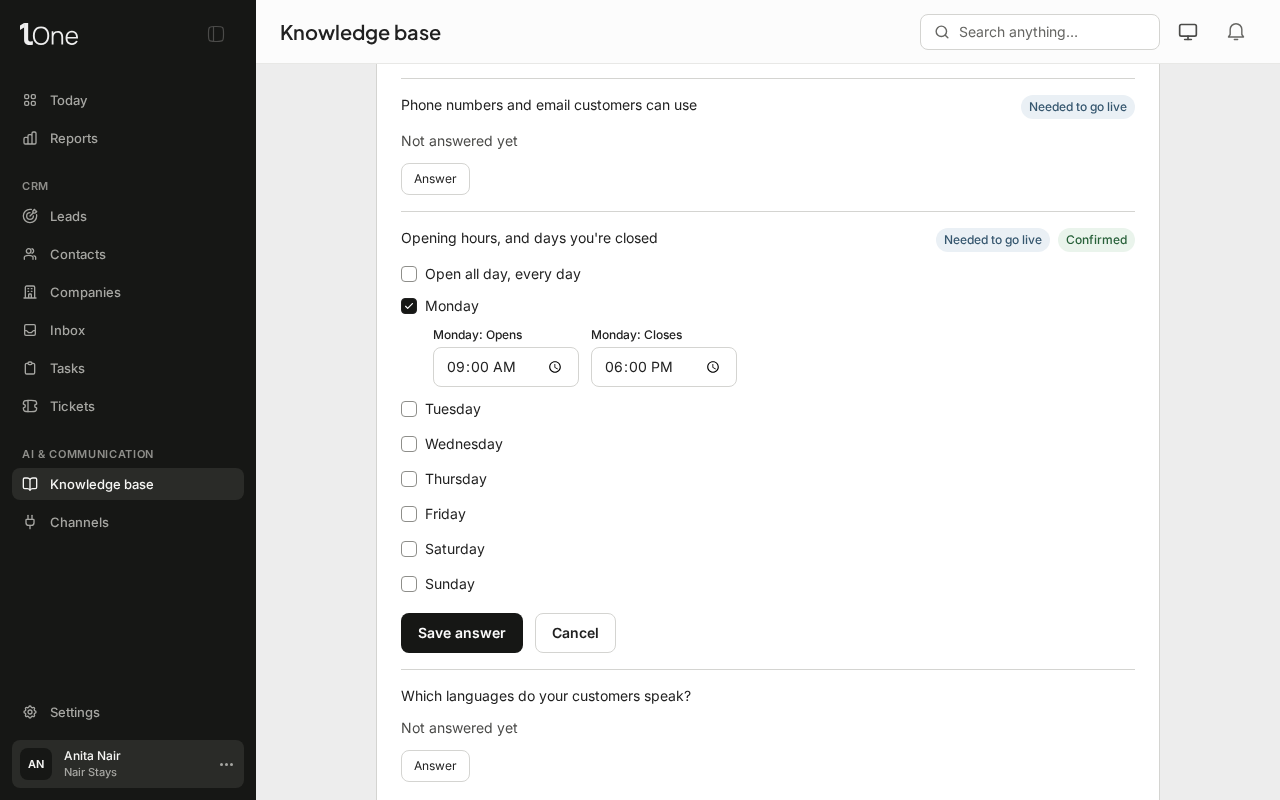 1One
Knowledge base
Search anything...
Today
Reports
CRM
Leads
Contacts
Companies
Inbox
Tasks
Tickets
AI & COMMUNICATION
Knowledge base
Channels
Settings
AN
Anita Nair
Nair Stays
Phone numbers and email customers can use
Needed to go live
Not answered yet
Answer
Opening hours, and days you're closed
Needed to go live
Confirmed
Open all day, every day
Monday
Monday: Opens
Monday: Closes
09:00 AM
06:00 PM
Tuesday
Wednesday
Thursday
Friday
Saturday
Sunday
Save answer
Cancel
Which languages do your customers speak?
Not answered yet
Answer